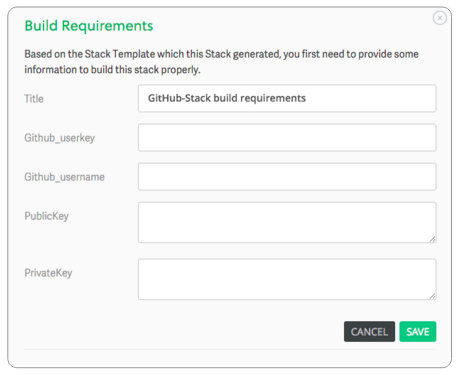 Build Requirements
Based on the Stack Template which this Stack generated, you first need to provide some
information to build this stack properly.
Title
GitHub-Stack build requirements
Github_userkey
Github_username
PublicKey
PrivateKey
CANCEL SAVE